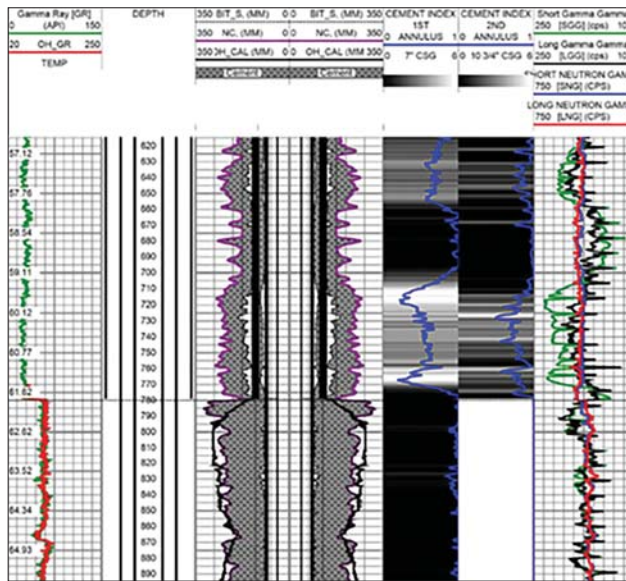 Gamma Ray [GR]
0 (API) 150
20 OH_GR 250
TEMP
DEPTH
350 BIT_S, (MM) 0
350 NC, (MM) 0
350 OH_CAL (MM) 0
Cement
0 BIT_S, (MM) 350
0 NC, (MM) 350
0 OH_CAL (MM) 350
Cement
CEMENT INDEX
1ST
0 ANNULUS 1
0 7" CSG 6
CEMENT INDEX
2ND
0 ANNULUS 1
0 10 3/4" CSG 6
Short Gamma Gamma
250 [SGG] (cps) 10
Long Gamma Gamma
250 [LGG] (cps) 10
SHORT NEUTRON GAM
750 [SNG] (CPS)
LONG NEUTRON GAM
750 [LNG] (CPS)
57.12
57.76
58.54
59.11
60.12
60.77
61.62
62.62
63.52
64.34
64.93
620
630
640
650
660
670
680
690
700
710
720
730
740
750
760
770
780
790
800
810
820
830
840
850
860
870
880
890